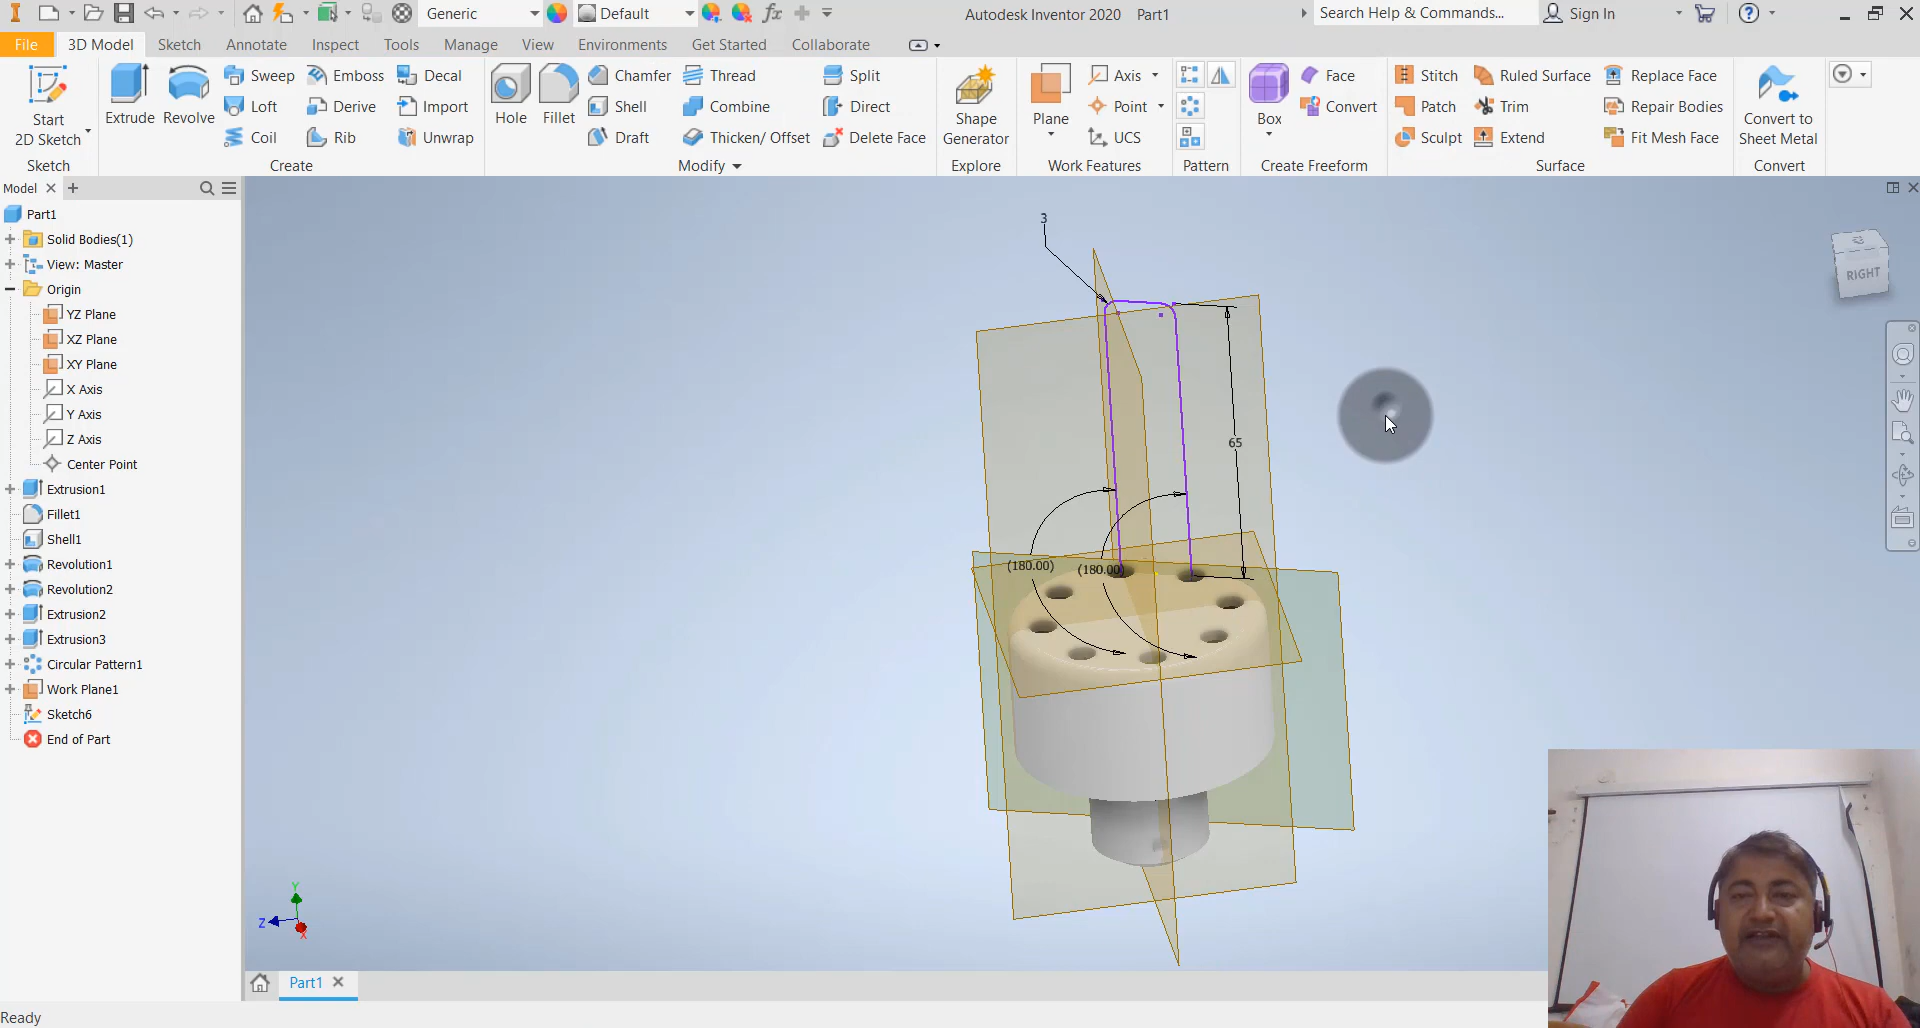 Generic
Default
fx
Autodesk Inventor 2020 Part1
Search Help & Commands...
Sign In
File
3D Model
Sketch
Annotate
Inspect
Tools
Manage
View
Environments
Get Started
Collaborate
Start
2D Sketch
Sketch
Extrude
Revolve
Sweep
Loft
Coil
Emboss
Derive
Rib
Decal
Import
Unwrap
Create
Hole
Fillet
Chamfer
Shell
Draft
Thread
Combine
Thicken/ Offset
Split
Direct
Delete Face
Modify
Shape
Generator
Explore
Plane
Axis
Point
UCS
Work Features
Pattern
Box
Face
Convert
Create Freeform
Stitch
Patch
Sculpt
Ruled Surface
Trim
Extend
Replace Face
Repair Bodies
Fit Mesh Face
Surface
Convert to
Sheet Metal
Convert
Model
Part1
Solid Bodies(1)
View: Master
Origin
YZ Plane
XZ Plane
XY Plane
X Axis
Y Axis
Z Axis
Center Point
Extrusion1
Fillet1
Shell1
Revolution1
Revolution2
Extrusion2
Extrusion3
Circular Pattern1
Work Plane1
Sketch6
End of Part
3
65
(180.00)
(180.00)
RIGHT
Y
Z
X
Part1
Ready